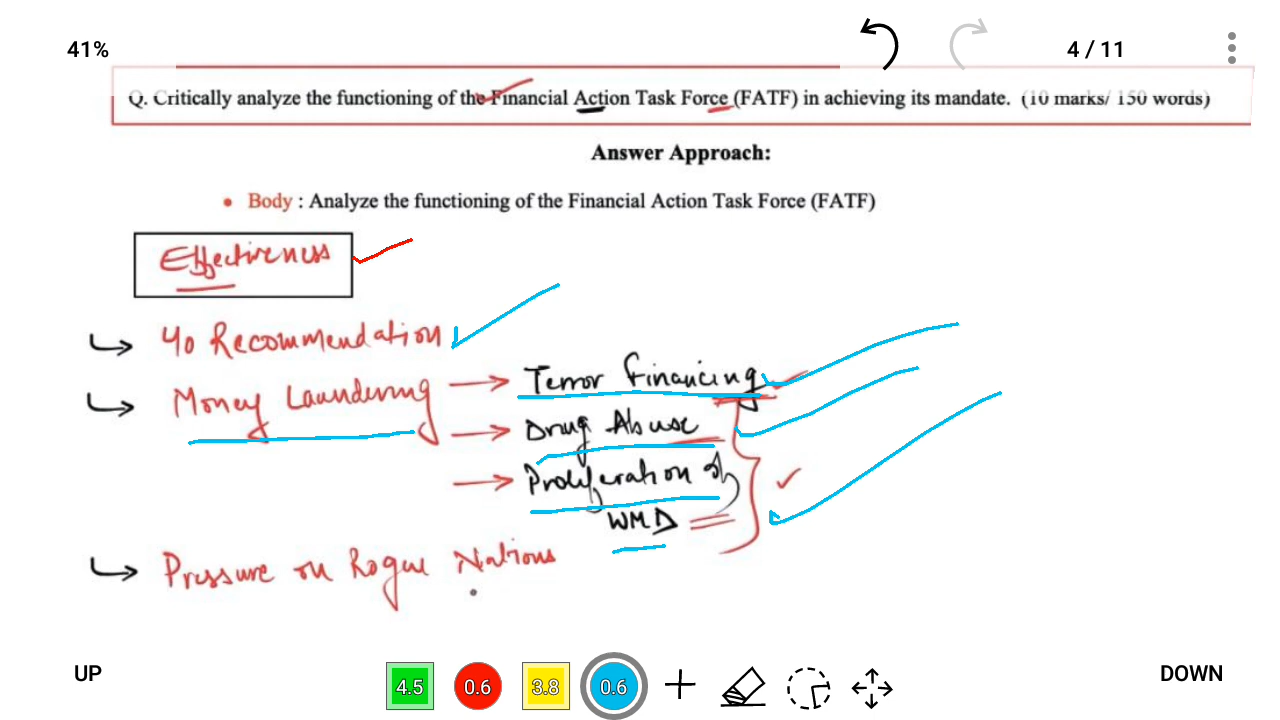 41%
4 / 11
Q. Critically analyze the functioning of the Financial Action Task Force (FATF) in achieving its mandate. (10 marks/ 150 words)
Answer Approach:
• Body : Analyze the functioning of the Financial Action Task Force (FATF)
Effectiveness
40 Recommendation
Money Laundering → Terror Financing
→ Drug Abuse
→ Proliferation of
WMD
Pressure on Rogue Nations
UP
4.5
0.6
3.8
0.6
DOWN